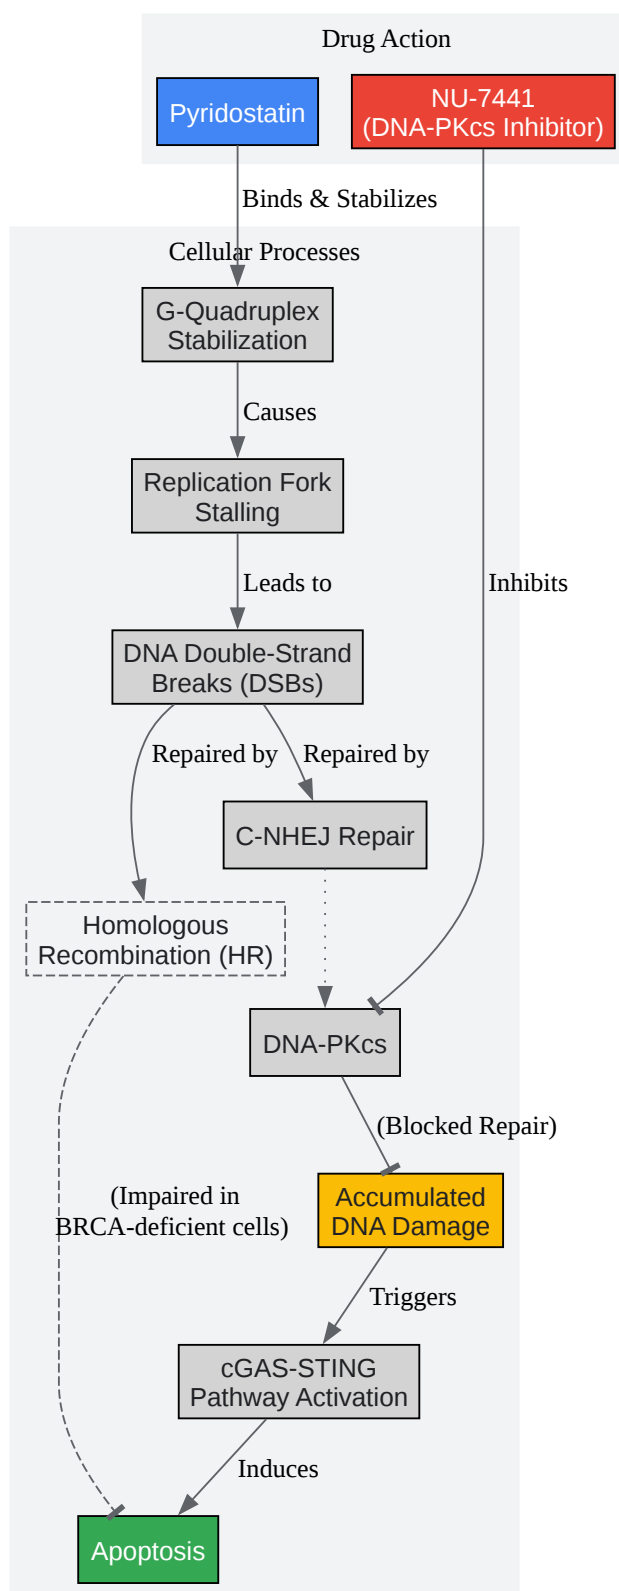 Drug Action
Pyridostatin
NU-7441
(DNA-PKcs Inhibitor)
Binds & Stabilizes
Cellular Processes
G-Quadruplex
Stabilization
Causes
Replication Fork
Stalling
Leads to
Inhibits
DNA Double-Strand
Breaks (DSBs)
Repaired by
Repaired by
C-NHEJ Repair
Homologous
Recombination (HR)
DNA-PKcs
(Blocked Repair)
(Impaired in
BRCA-deficient cells)
Accumulated
DNA Damage
Triggers
cGAS-STING
Pathway Activation
Induces
Apoptosis